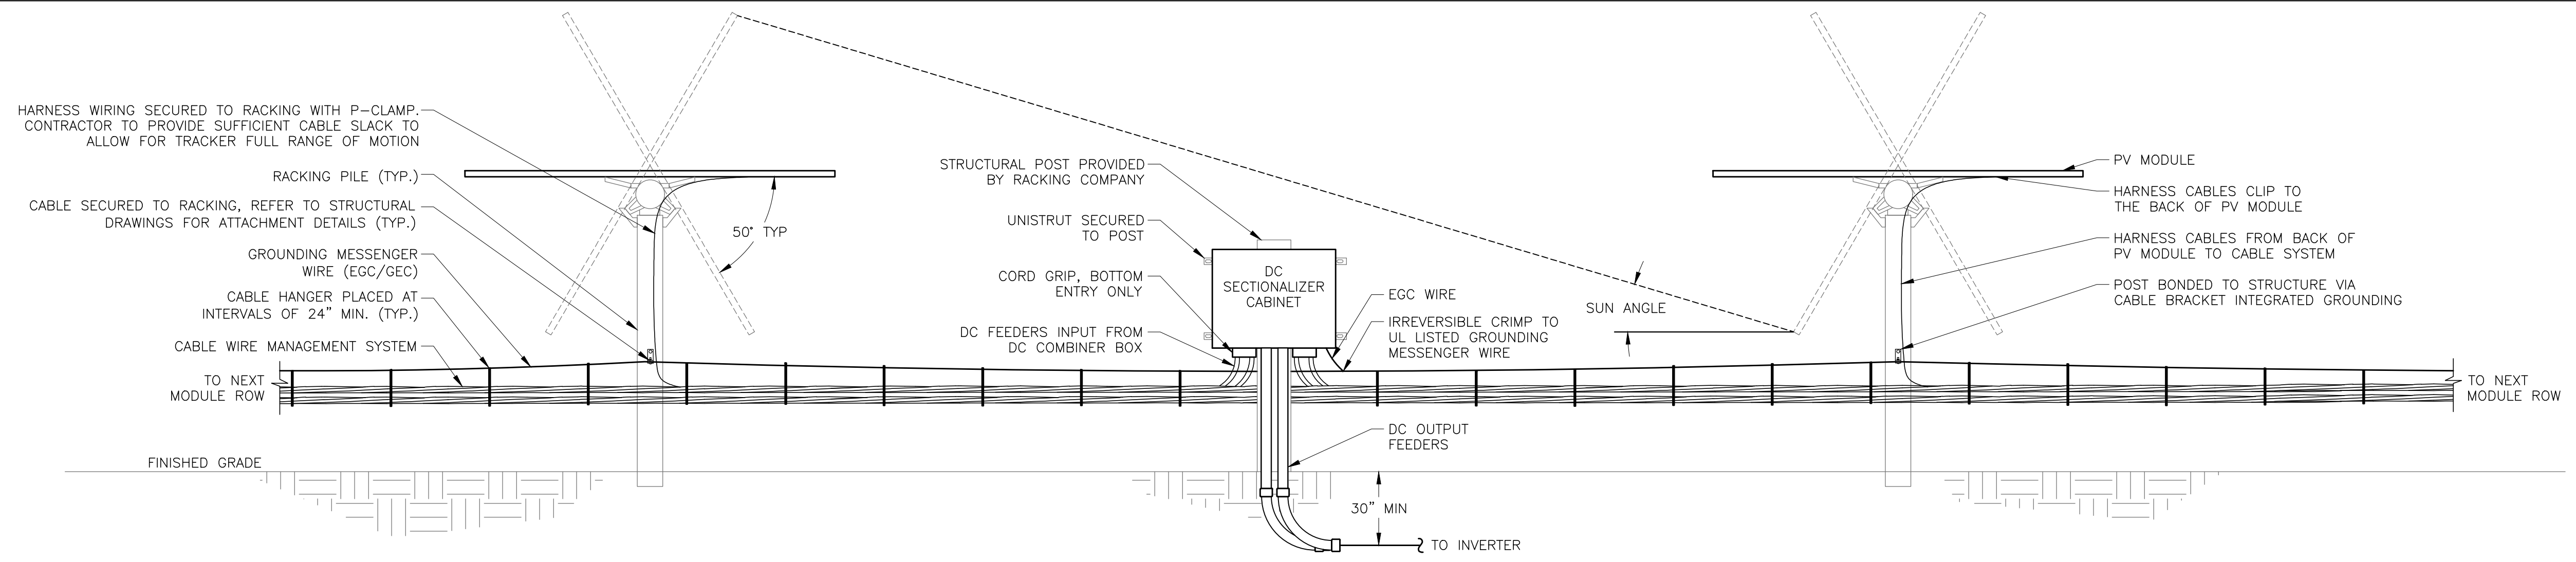 HARNESS WIRING SECURED TO RACKING WITH P-CLAMP.
CONTRACTOR TO PROVIDE SUFFICIENT CABLE SLACK TO
ALLOW FOR TRACKER FULL RANGE OF MOTION
RACKING PILE (TYP.)
CABLE SECURED TO RACKING, REFER TO STRUCTURAL
DRAWINGS FOR ATTACHMENT DETAILS (TYP.)
GROUNDING MESSENGER
WIRE (EGC/GEC)
CABLE HANGER PLACED AT
INTERVALS OF 24" MIN. (TYP.)
CABLE WIRE MANAGEMENT SYSTEM
TO NEXT
MODULE ROW
FINISHED GRADE
50° TYP
STRUCTURAL POST PROVIDED
BY RACKING COMPANY
UNISTRUT SECURED
TO POST
CORD GRIP, BOTTOM
ENTRY ONLY
DC FEEDERS INPUT FROM
DC COMBINER BOX
DC
SECTIONALIZER
CABINET
EGC WIRE
IRREVERSIBLE CRIMP TO
UL LISTED GROUNDING
MESSENGER WIRE
DC OUTPUT
FEEDERS
30" MIN
TO INVERTER
SUN ANGLE
PV MODULE
HARNESS CABLES CLIP TO
THE BACK OF PV MODULE
HARNESS CABLES FROM BACK OF
PV MODULE TO CABLE SYSTEM
POST BONDED TO STRUCTURE VIA
CABLE BRACKET INTEGRATED GROUNDING
TO NEXT
MODULE ROW